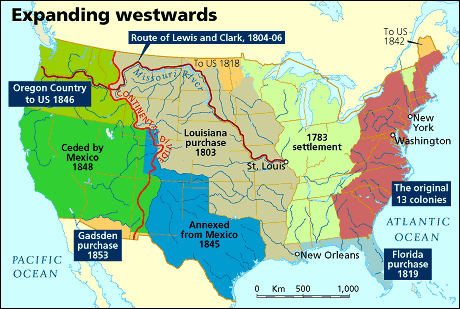 Expanding westwards
Route of Lewis and Clark, 1804-06
To US
1842
To US 1818
Missouri River
Oregon Country
to US 1846
CONTINENTAL DIVIDE
Louisiana
purchase
1803
1783
settlement
New
York
Washington
Ceded by
Mexico
1848
St. Louis
The original
13 colonies
Annexed
from Mexico
1845
Gadsden
purchase
1853
ATLANTIC
OCEAN
PACIFIC
OCEAN
New Orleans
Florida
purchase
1819
0 Km 500 1,000